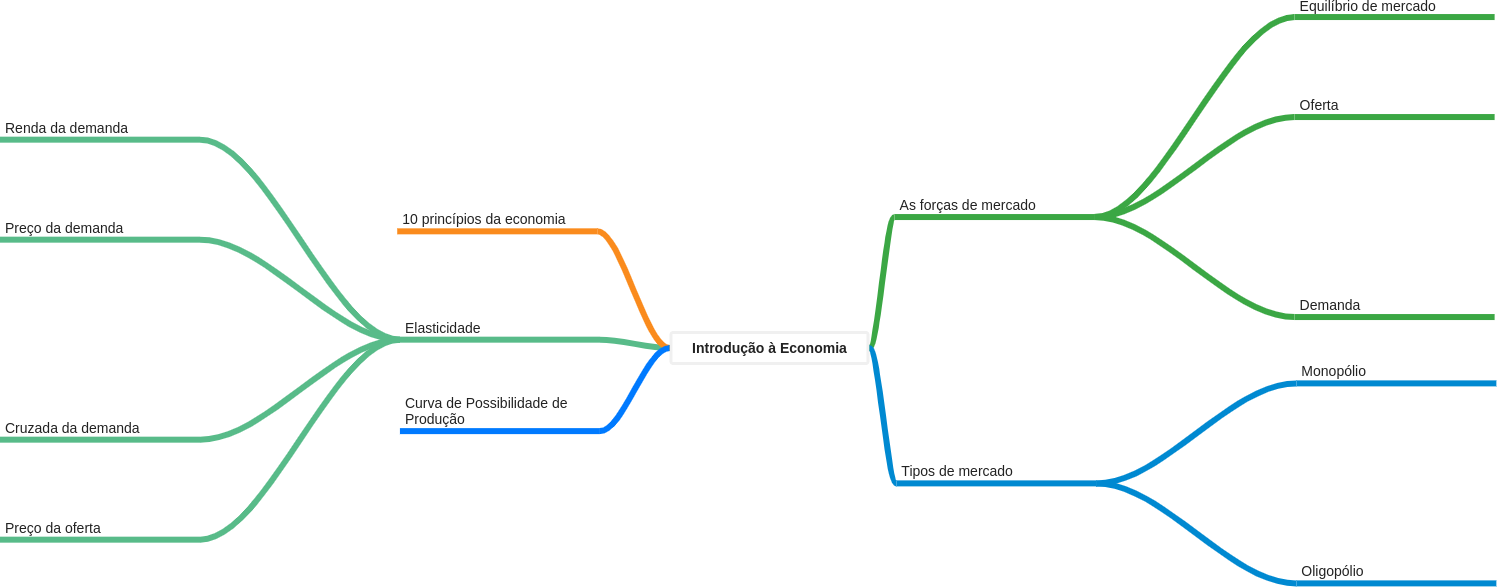 Equilíbrio de mercado
Oferta
Renda da demanda
As forças de mercado
10 princípios da economia
Preço da demanda
Demanda
Elasticidade
Introdução à Economia
Monopólio
Curva de Possibilidade de
Produção
Cruzada da demanda
Tipos de mercado
Preço da oferta
Oligopólio